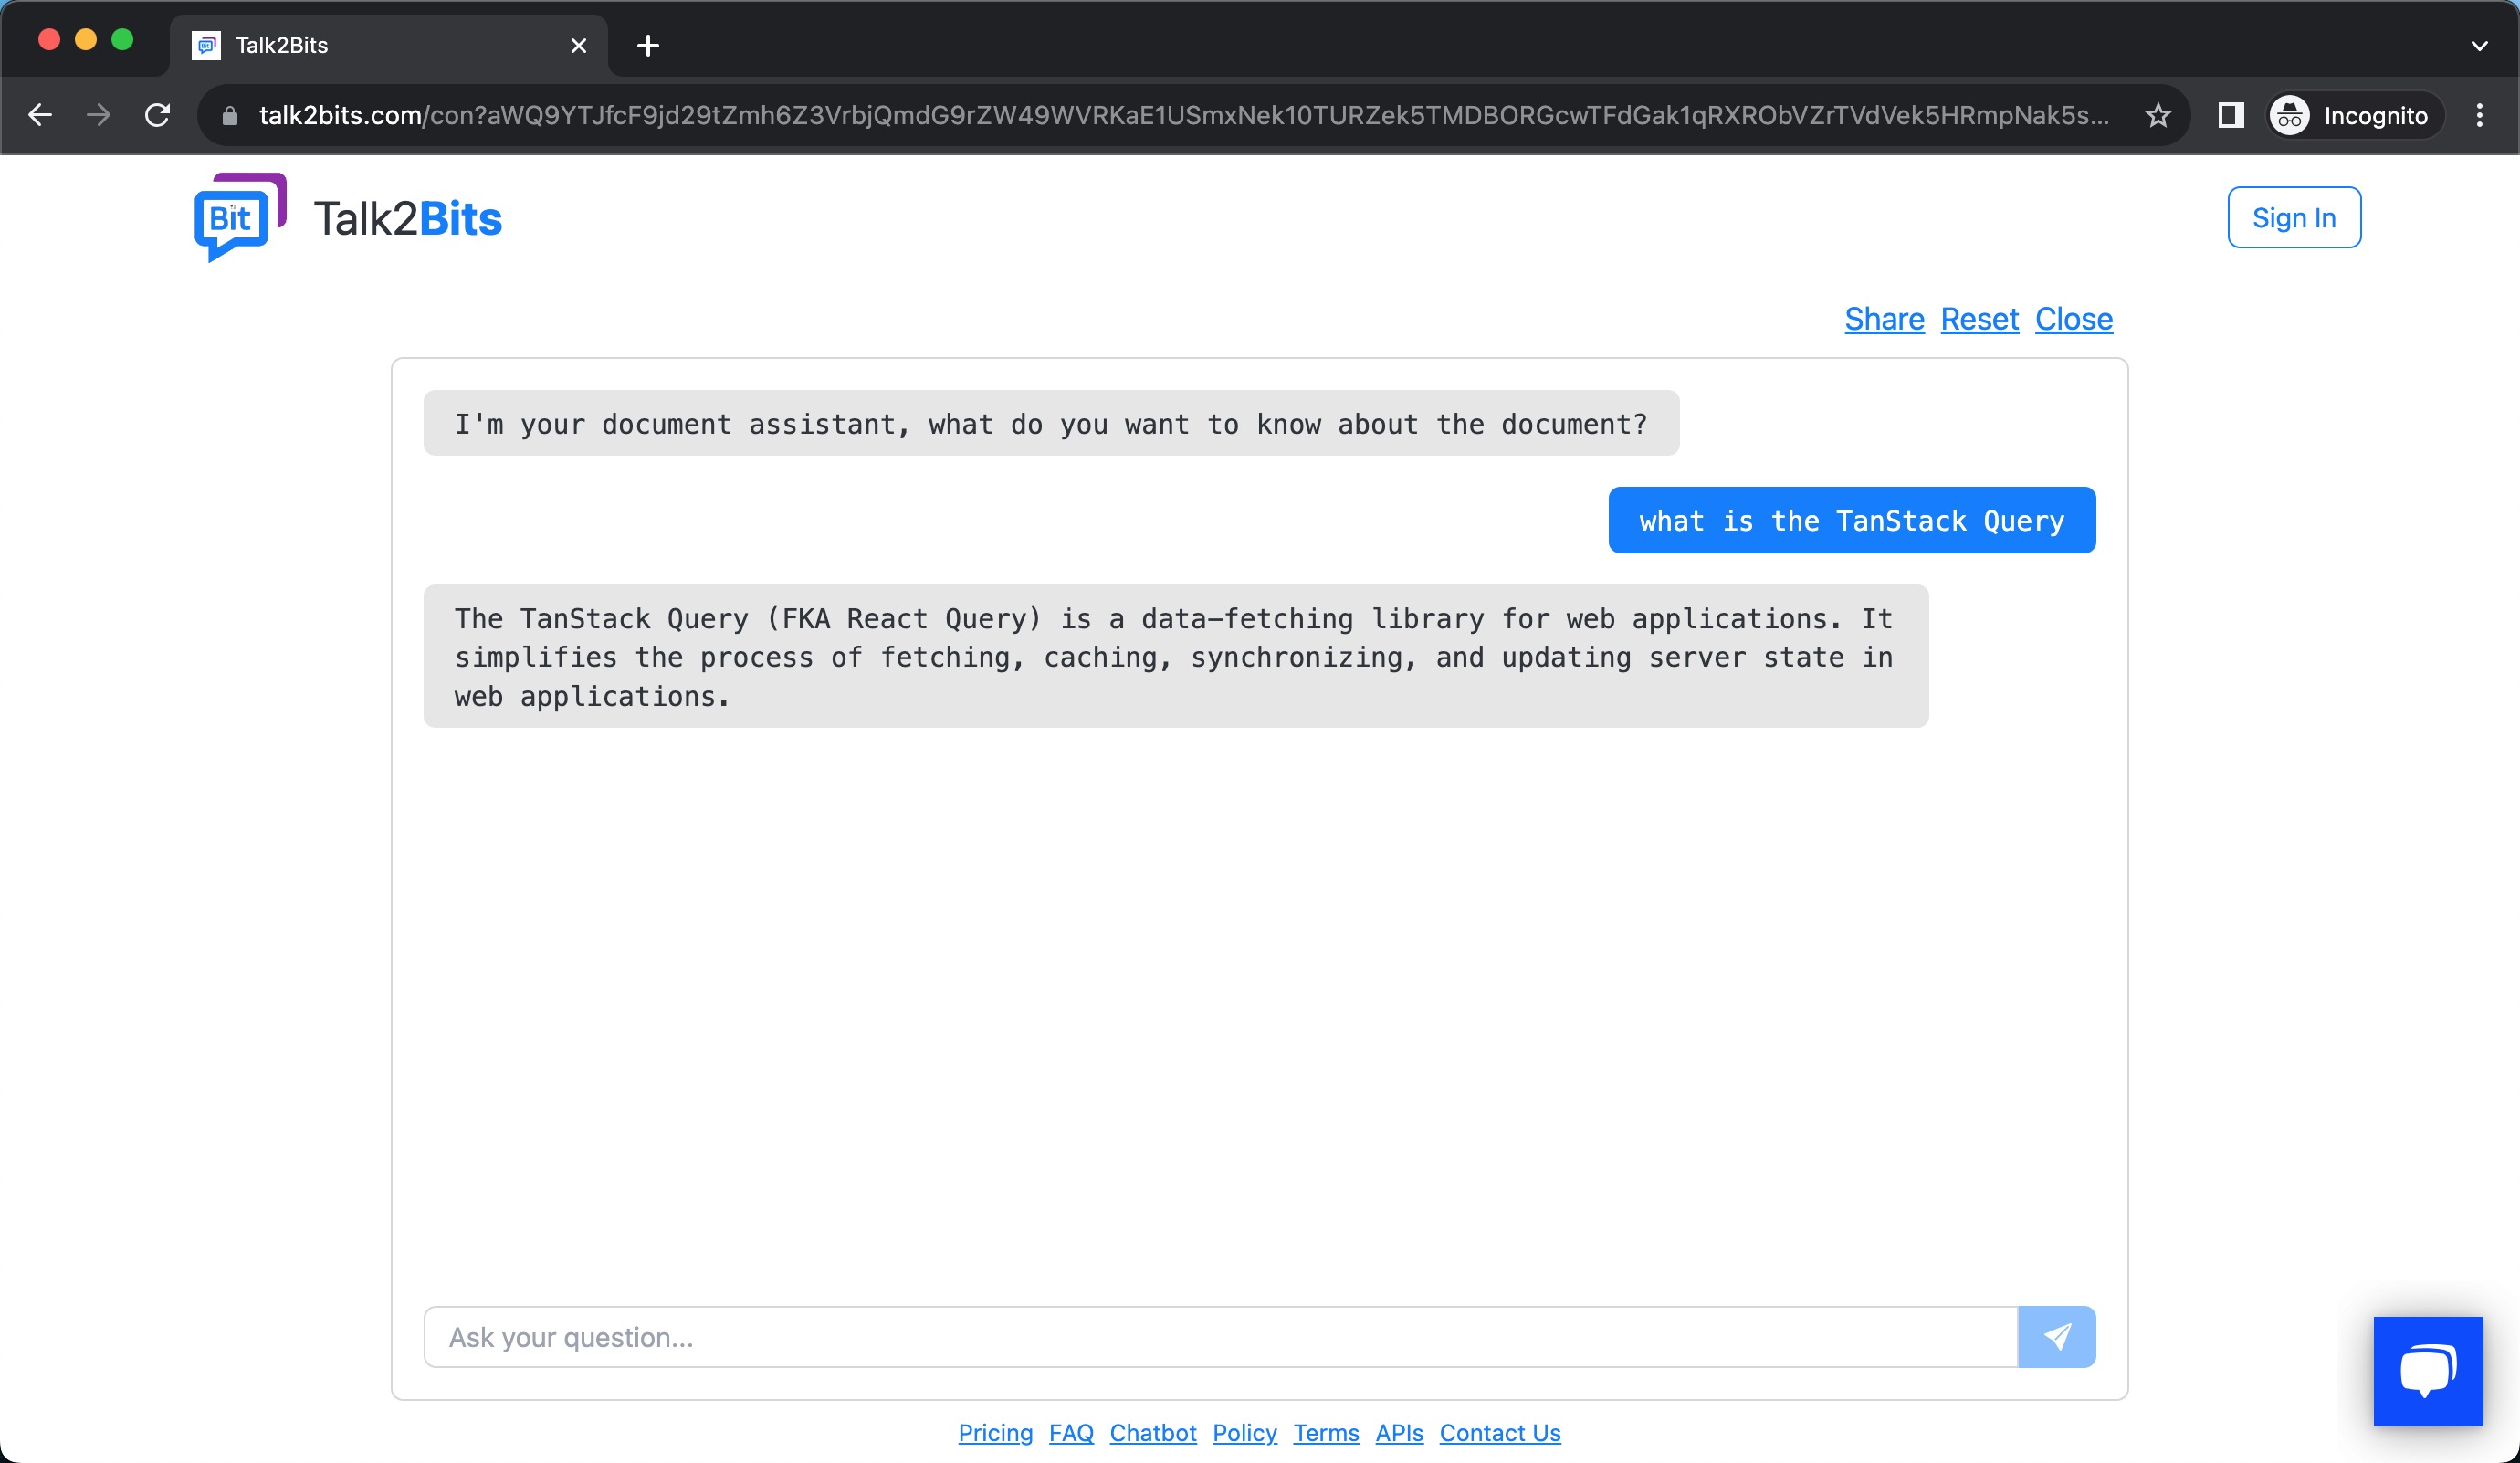 Talk2Bits
talk2bits.com/con?aWQ9YTJfcF9jd29tZmh6Z3VrbjQmdG9rZW49WVRKaE1USmxNek10TURZek5TMDBORGcwTFdGak1qRXRObVZrTVdVek5HRmpNak5s...
Incognito
Bit
Talk2Bits
Sign In
Share Reset Close
I'm your document assistant, what do you want to know about the document?
what is the TanStack Query
The TanStack Query (FKA React Query) is a data-fetching library for web applications. It
simplifies the process of fetching, caching, synchronizing, and updating server state in
web applications.
Ask your question...
Pricing FAQ Chatbot Policy Terms APIs Contact Us